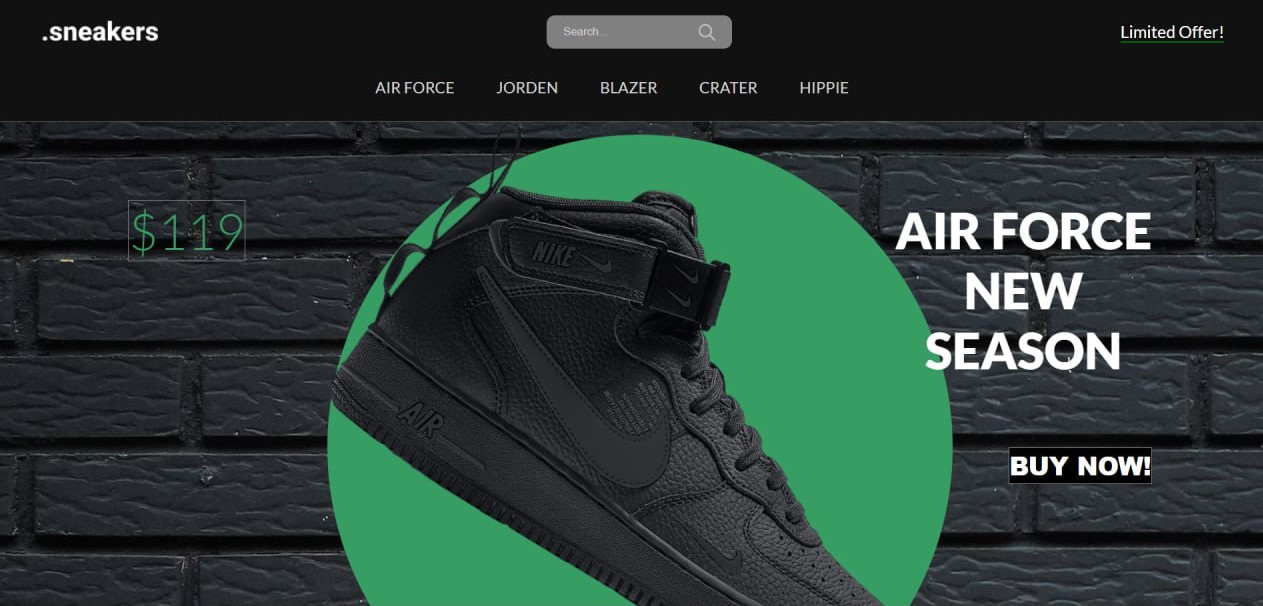 .sneakers
Search...
Limited Offer!
AIR FORCE
JORDEN
BLAZER
CRATER
HIPPIE
$119
AIR FORCE
NEW
SEASON
NIKE
AIR
BUY NOW!